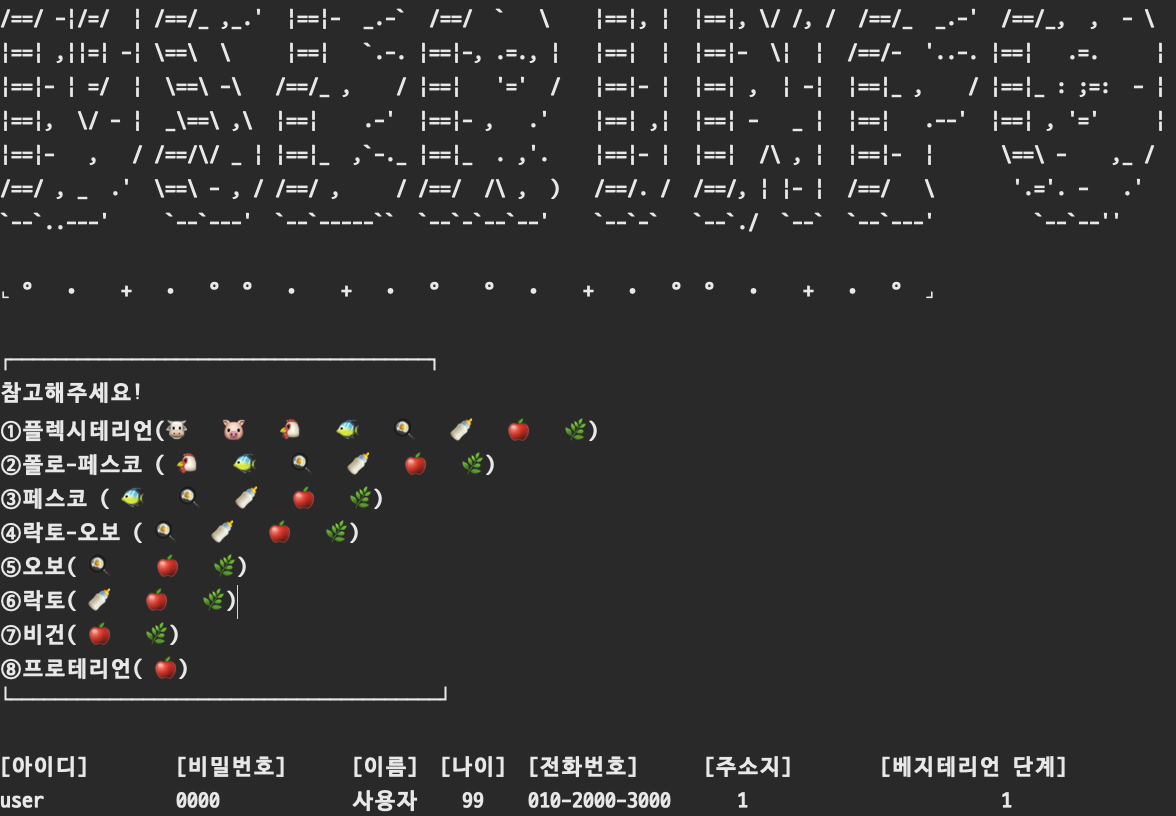 참고해주세요!
①플렉시테리언(🐮 🐷 🐔 🐠 🍳 🍼 🍎 🌿)
②폴로-페스코 ( 🐔 🐠 🍳 🍼 🍎 🌿)
③페스코 ( 🐠 🍳 🍼 🍎 🌿)
④락토-오보 ( 🍳 🍼 🍎 🌿)
⑤오보( 🍳 🍎 🌿)
⑥락토( 🍼 🍎 🌿)
⑦비건( 🍎 🌿)
⑧프로테리언( 🍎)
[아이디] [비밀번호] [이름] [나이] [전화번호] [주소지] [베지테리언 단계]
user 0000 사용자 99 010-2000-3000 1 1